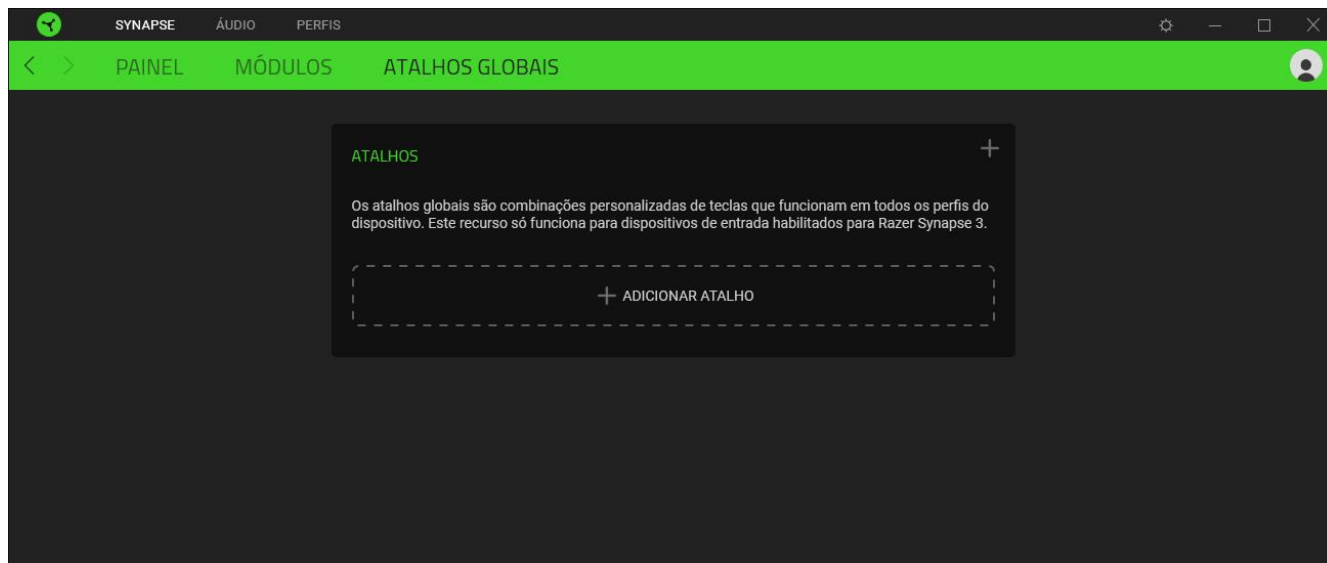 SYNAPSE ÁUDIO PERFIS
PAINEL MÓDULOS ATALHOS GLOBAIS
ATALHOS
Os atalhos globais são combinações personalizadas de teclas que funcionam em todos os perfis do
dispositivo. Este recurso só funciona para dispositivos de entrada habilitados para Razer Synapse 3.
ADICIONAR ATALHO